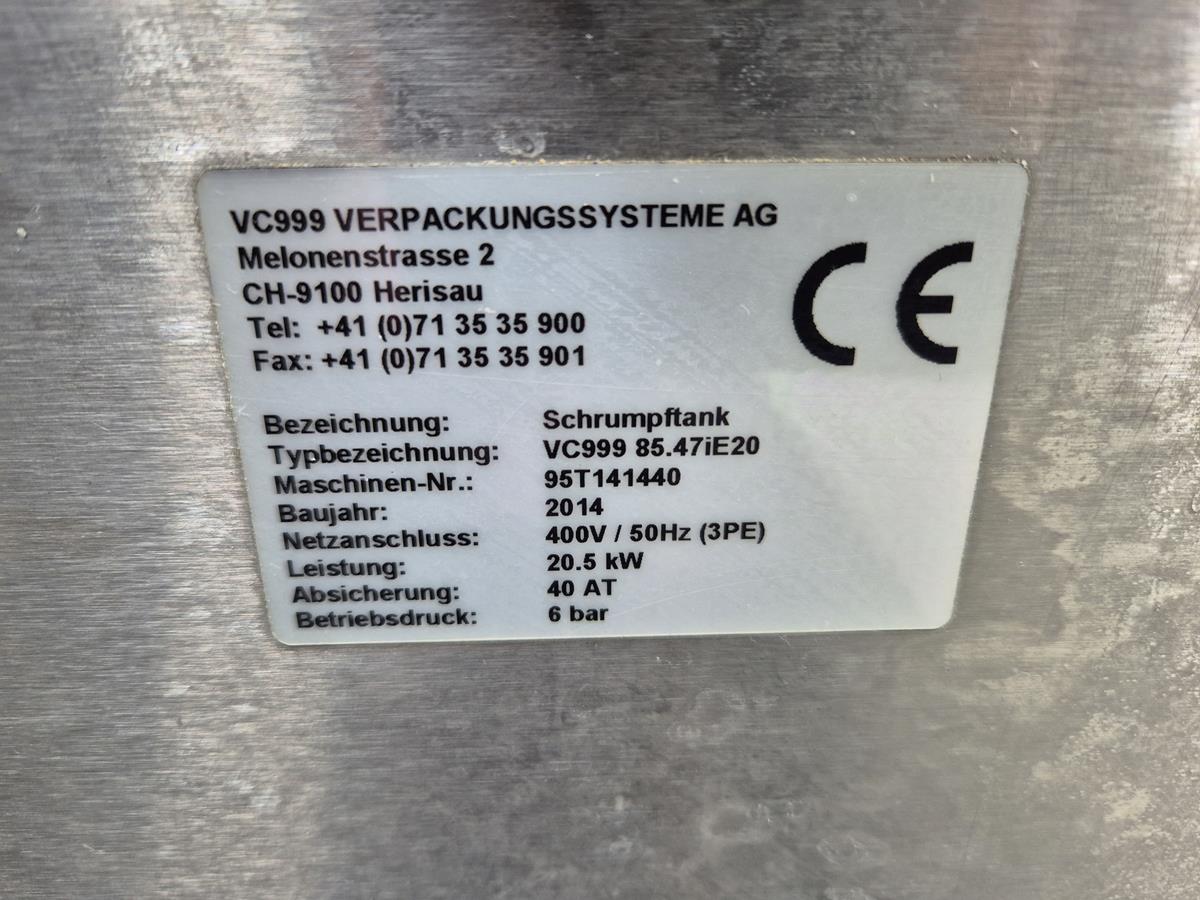 VC999 VERPACKUNGSSYSTEME AG
Melonenstrasse 2
CH-9100 Herisau
Tel: +41 (0)71 35 35 900
Fax: +41 (0)71 35 35 901
CE
Bezeichnung: Schrumpftank
Typbezeichnung: VC999 85.47iE20
Maschinen-Nr.: 95T141440
Baujahr: 2014
Netzanschluss: 400V / 50Hz (3PE)
Leistung: 20.5 kW
Absicherung: 40 AT
Betriebsdruck: 6 bar